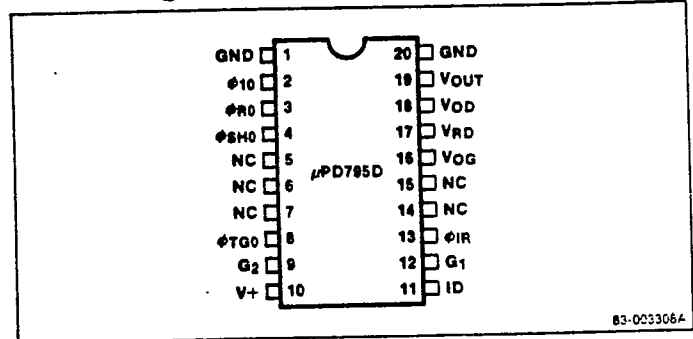 GND 1 20 GND
ϕ10 2 19 VOUT
ϕR0 3 18 VOD
ϕSH0 4 17 VRD
NC 5 16 VOG
μPD795D
NC 6 15 NC
NC 7 14 NC
ϕTG0 8 13 ϕIR
G2 9 12 G1
V+ 10 11 ID